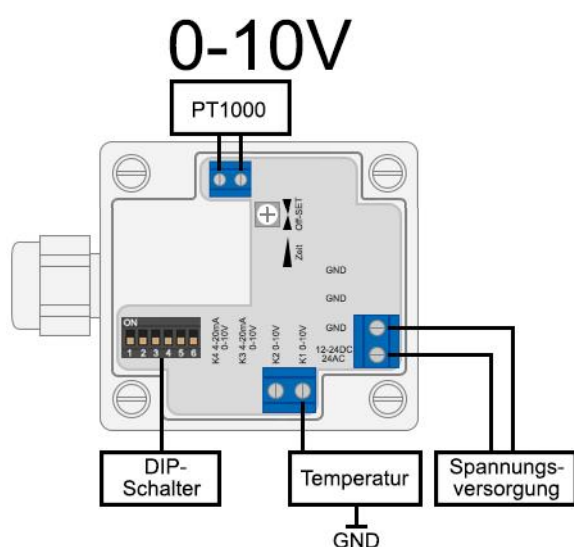 0-10V
PT1000
Off-SET
Zeit
GND
GND
GND
12-24DC
24AC
ON
1 2 3 4 5 6
K4 4-20mA
0-10V
K3 4-20mA
0-10V
K2 0-10V
K1 0-10V
DIP-
Schalter
Temperatur
Spannungs-
versorgung
GND